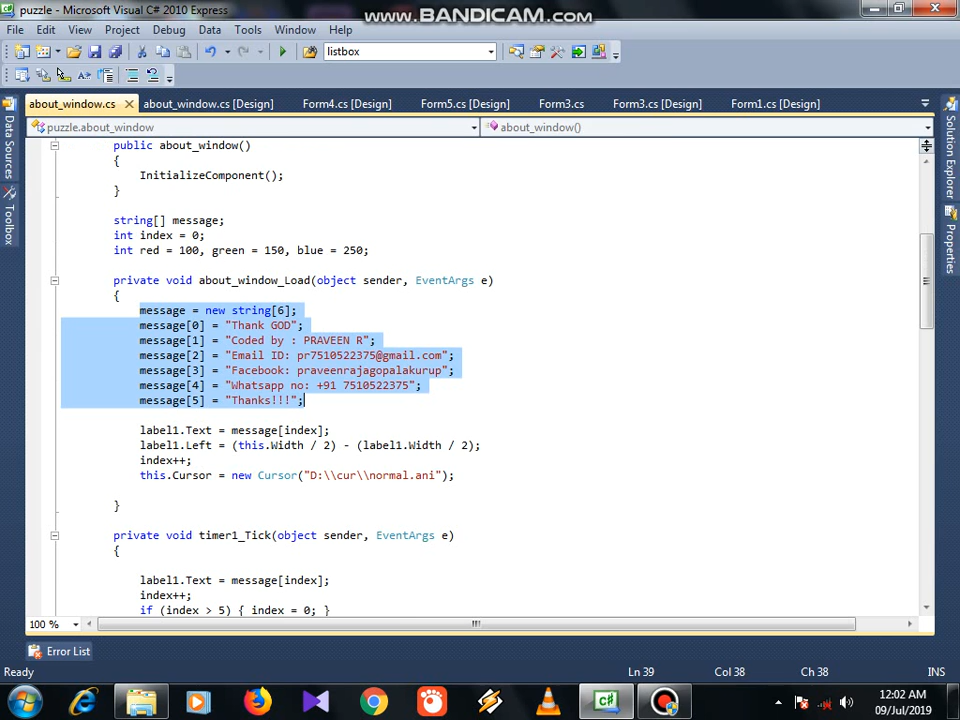 puzzle - Microsoft Visual C# 2010 Express
www.BANDICAM.com
File Edit View Project Debug Data Tools Window Help
listbox
about_window.cs about_window.cs [Design] Form4.cs [Design] Form5.cs [Design] Form3.cs Form3.cs [Design] Form1.cs [Design]
puzzle.about_window about_window()
Data Sources
Toolbox
Solution Explorer
Properties
public about_window()
{
InitializeComponent();
}
string[] message;
int index = 0;
int red = 100, green = 150, blue = 250;
private void about_window_Load(object sender, EventArgs e)
{
message = new string[6];
message[0] = "Thank GOD";
message[1] = "Coded by : PRAVEEN R";
message[2] = "Email ID: pr7510522375@gmail.com";
message[3] = "Facebook: praveenrajagopalakurup";
message[4] = "Whatsapp no: +91 7510522375";
message[5] = "Thanks!!!";
label1.Text = message[index];
label1.Left = (this.Width / 2) - (label1.Width / 2);
index++;
this.Cursor = new Cursor("D:\\cur\\normal.ani");
}
private void timer1_Tick(object sender, EventArgs e)
{
label1.Text = message[index];
index++;
if (index > 5) { index = 0; }
100 %
Error List
Ready Ln 39 Col 38 Ch 38 INS
12:02 AM
09/Jul/2019